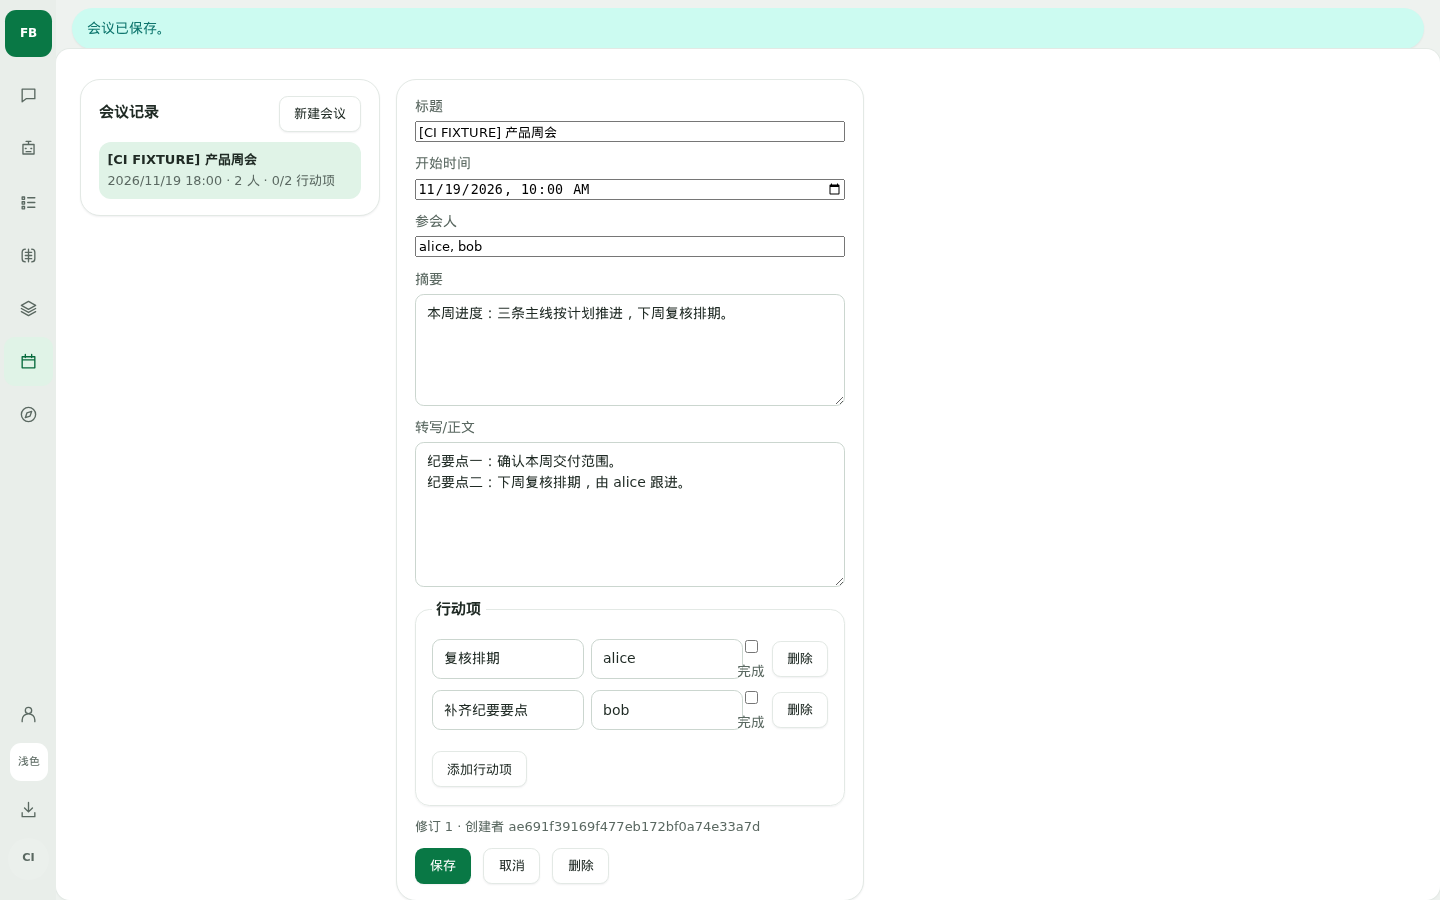 FB
会议已保存。
会议记录
新建会议
[CI FIXTURE] 产品周会
2026/11/19 18:00 · 2 人 · 0/2 行动项
标题
[CI FIXTURE] 产品周会
开始时间
11/19/2026, 10:00 AM
参会人
alice, bob
摘要
本周进度：三条主线按计划推进，下周复核排期。
转写/正文
纪要点一：确认本周交付范围。
纪要点二：下周复核排期，由 alice 跟进。
行动项
复核排期
alice
完成
删除
补齐纪要要点
bob
完成
删除
添加行动项
修订 1 · 创建者 ae691f39169f477eb172bf0a74e33a7d
保存
取消
删除
浅色
CI